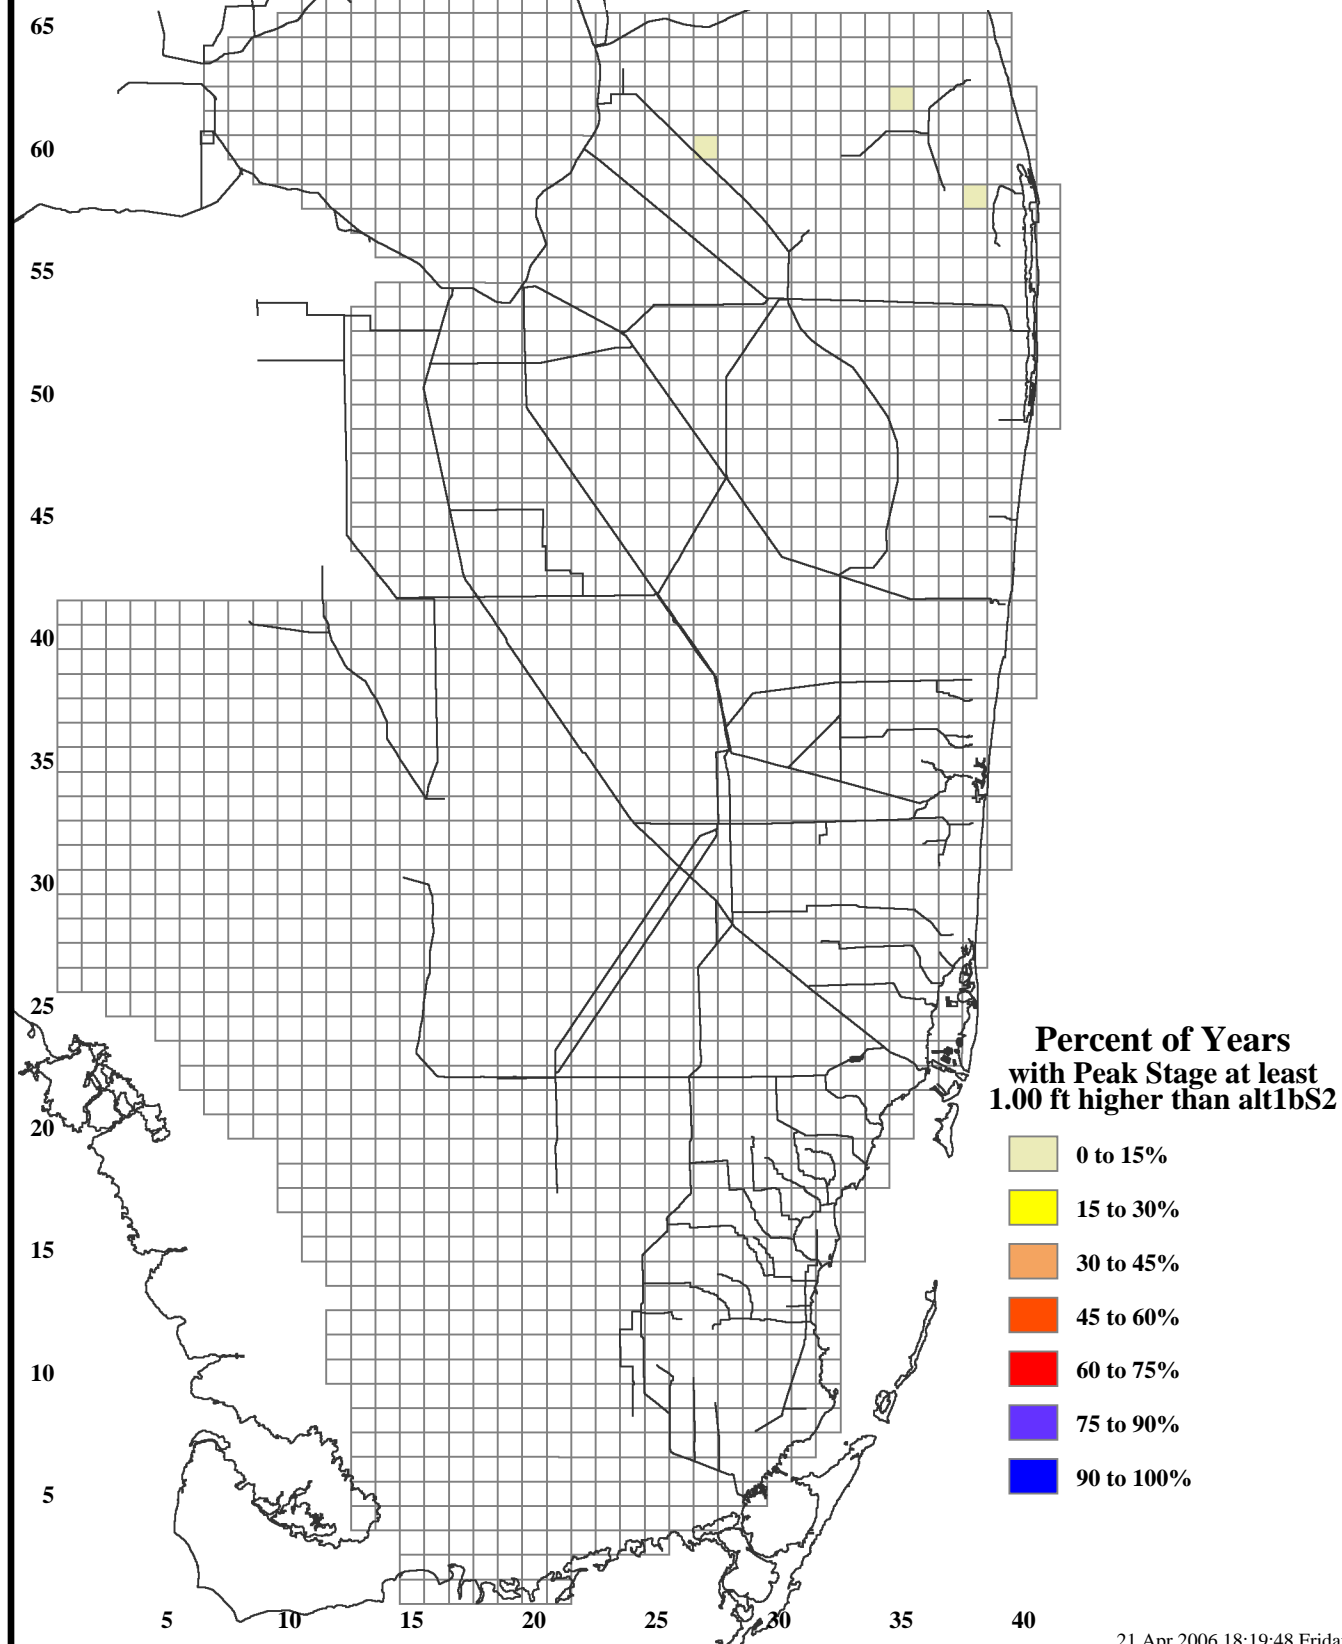 65
60
55
50
45
40
35
30
25
20
15
10
5
5 10 15 20 25 30 35 40
Percent of Years
with Peak Stage at least
1.00 ft higher than alt1bS2
0 to 15%
15 to 30%
30 to 45%
45 to 60%
60 to 75%
75 to 90%
90 to 100%
21 Apr 2006 18:19:48 Frida